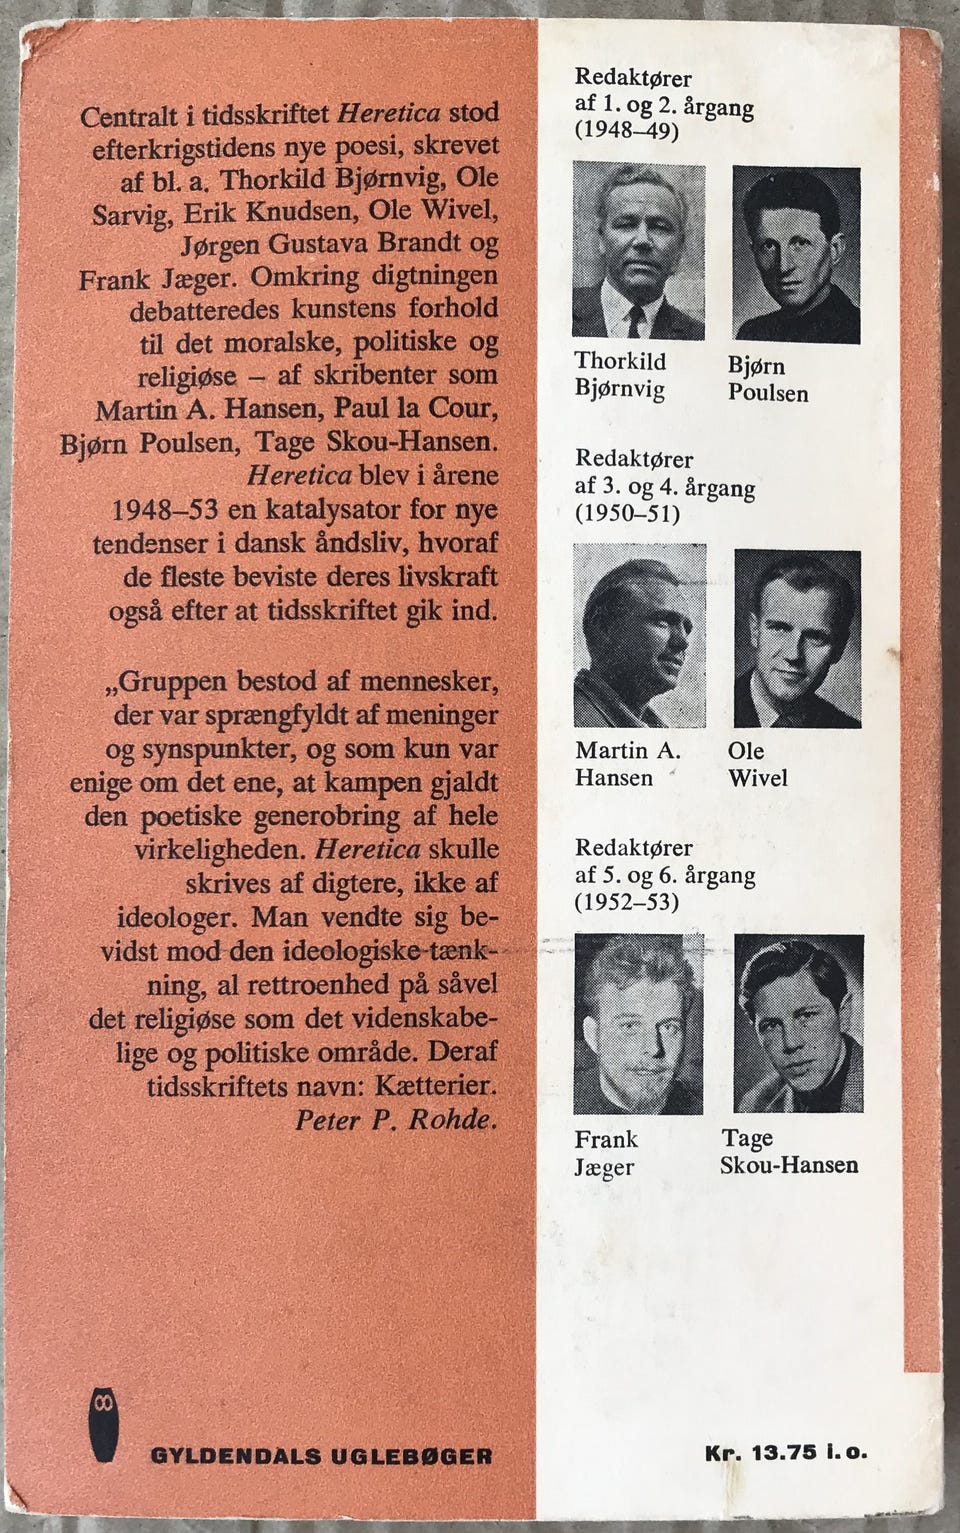 Centralt i tidsskriftet Heretica stod
efterkrigstidens nye poesi, skrevet
af bl. a. Thorkild Bjørnvig, Ole
Sarvig, Erik Knudsen, Ole Wivel,
Jørgen Gustava Brandt og
Frank Jæger. Omkring digtningen
debatteredes kunstens forhold
til det moralske, politiske og
religiøse – af skribenter som
Martin A. Hansen, Paul la Cour,
Bjørn Poulsen, Tage Skou-Hansen.
Heretica blev i årene
1948–53 en katalysator for nye
tendenser i dansk åndsliv, hvoraf
de fleste beviste deres livskraft
også efter at tidsskriftet gik ind.
„Gruppen bestod af mennesker,
der var sprængfyldt af meninger
og synspunkter, og som kun var
enige om det ene, at kampen gjaldt
den poetiske generobring af hele
virkeligheden. Heretica skulle
skrives af digtere, ikke af
ideologer. Man vendte sig be-
vidst mod den ideologiske tænk-
ning, al rettroenhed på såvel
det religiøse som det videnskabe-
lige og politiske område. Deraf
tidsskriftets navn: Kætterier.
Peter P. Rohde.
GYLDENDALS UGLEBØGER
Redaktører
af 1. og 2. årgang
(1948–49)
Thorkild
Bjørnvig
Bjørn
Poulsen
Redaktører
af 3. og 4. årgang
(1950–51)
Martin A.
Hansen
Ole
Wivel
Redaktører
af 5. og 6. årgang
(1952–53)
Frank
Jæger
Tage
Skou-Hansen
Kr. 13.75 i. o.